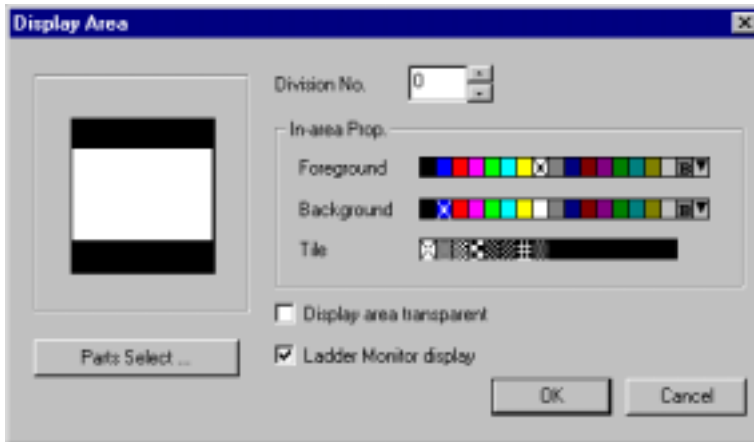 Display Area
Division No. 0
In-area Prop.
Foreground
Background
Tile
Display area transparent
Parts Select ...
Ladder Monitor display
OK Cancel